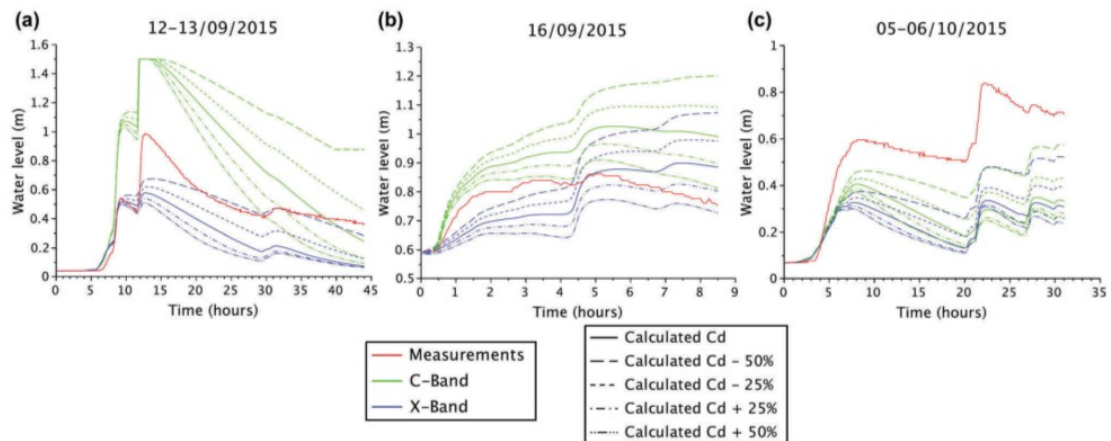 (a)
12-13/09/2015
Water level (m)
1.6
1.4
1.2
1
0.8
0.6
0.4
0.2
0
0 5 10 15 20 25 30 35 40 45
Time (hours)
(b)
16/09/2015
Water level (m)
1.3
1.2
1.1
1
0.9
0.8
0.7
0.6
0.5
0 1 2 3 4 5 6 7 8 9
Time (hours)
(c)
05-06/10/2015
Water level (m)
1
0.8
0.6
0.4
0.2
0
0 5 10 15 20 25 30 35
Time (hours)
Measurements
C-Band
X-Band
Calculated Cd
Calculated Cd - 50%
Calculated Cd - 25%
Calculated Cd + 25%
Calculated Cd + 50%